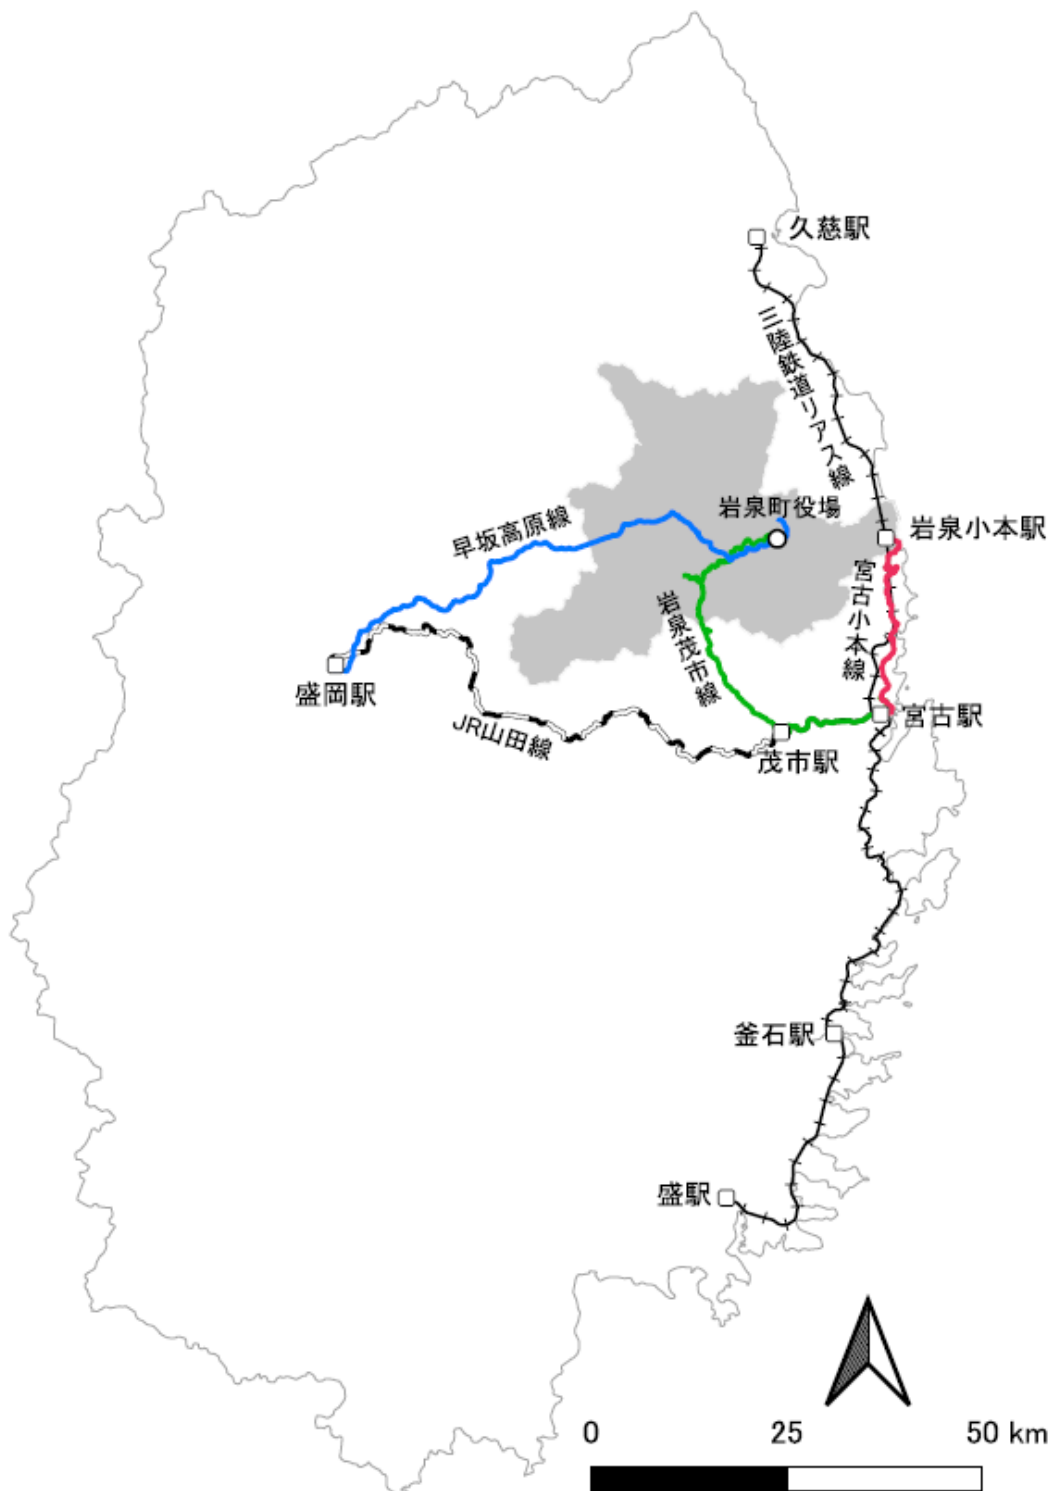 久慈駅
三陸鉄道リアス線
岩泉町役場
早坂高原線
岩泉小本駅
宮古小本線
岩泉茂市線
盛岡駅
宮古駅
JR山田線
茂市駅
釜石駅
盛駅
0 25 50 km